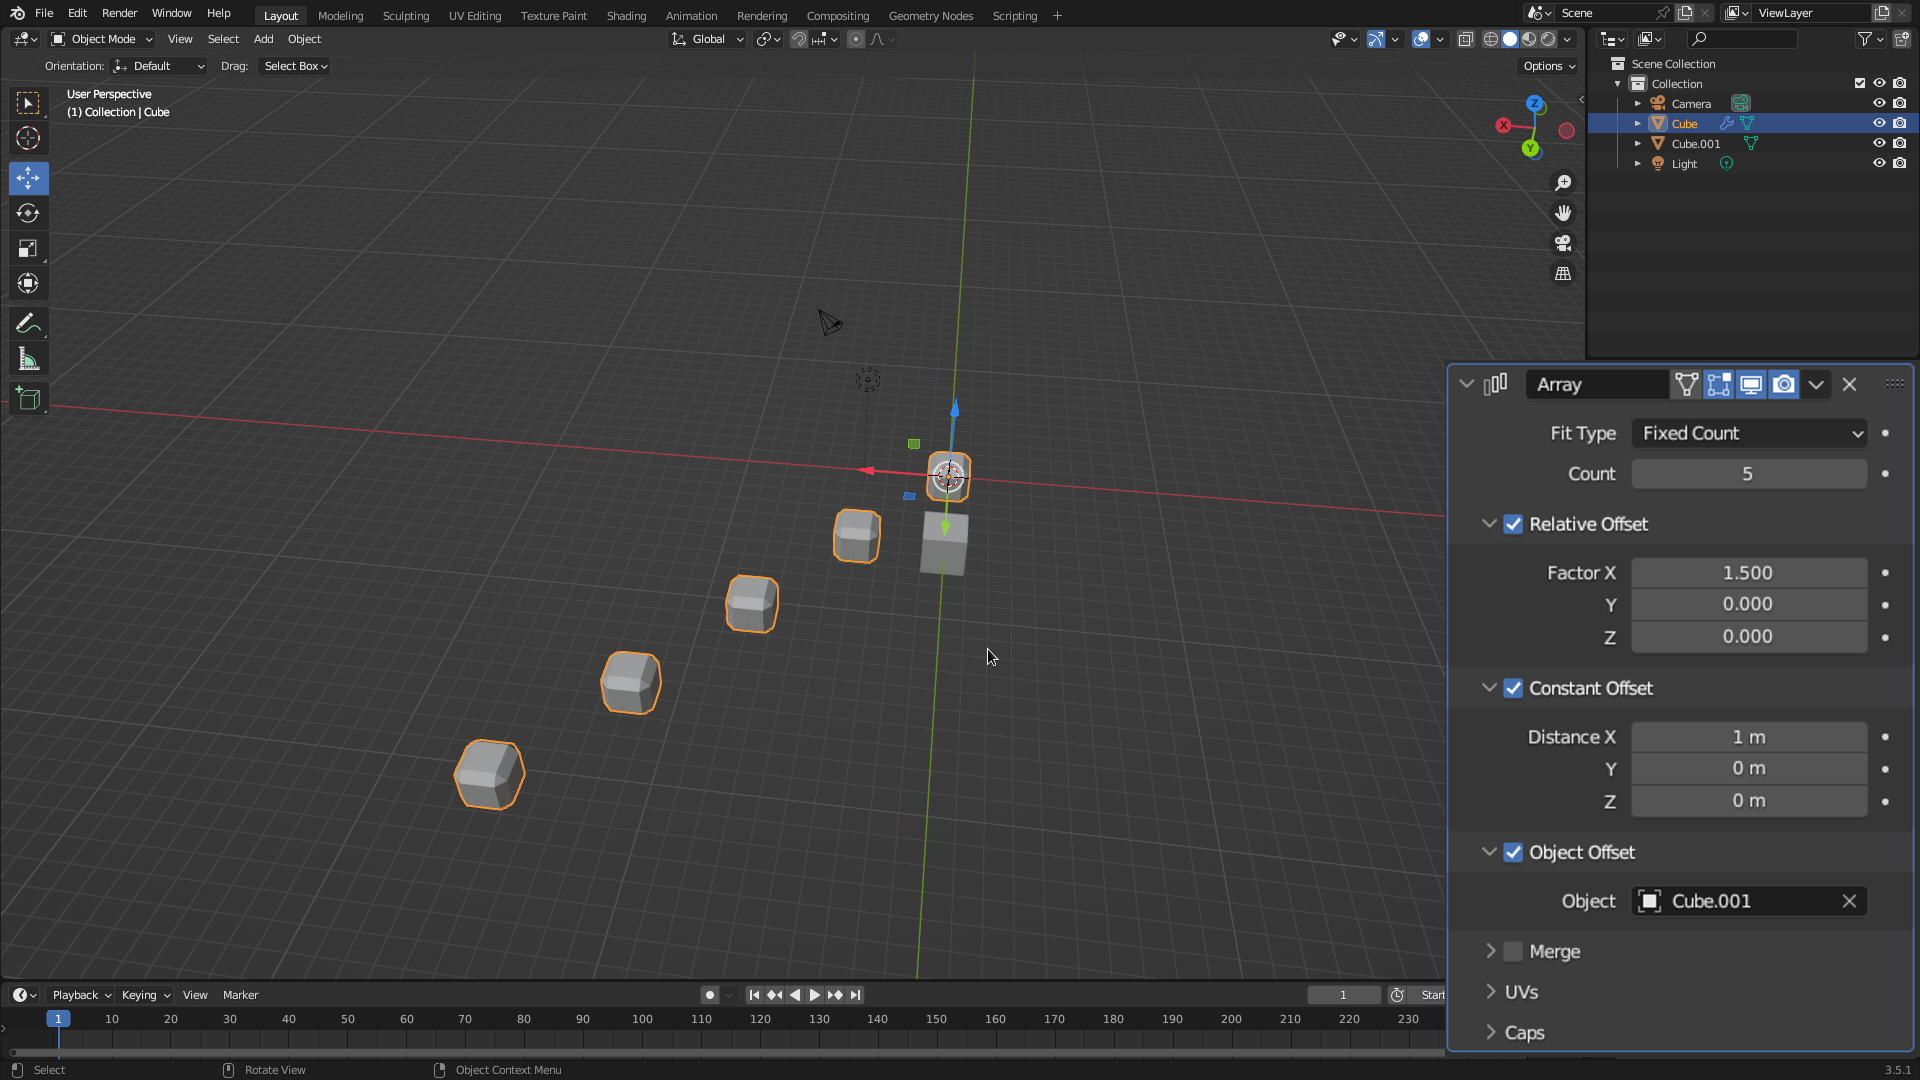 File Edit Render Window Help Layout Modeling Sculpting UV Editing Texture Paint Shading Animation Rendering Compositing Geometry Nodes Scripting + Scene ViewLayer
Object Mode View Select Add Object Global
Orientation: Default Drag: Select Box Options
User Perspective
(1) Collection | Cube
Z
X
Y
Scene Collection
Collection
Camera
Cube
Cube.001
Light
Array
Fit Type Fixed Count
Count 5
Relative Offset
Factor X 1.500
Y 0.000
Z 0.000
Constant Offset
Distance X 1 m
Y 0 m
Z 0 m
Object Offset
Object Cube.001
Merge
UVs
Caps
Playback Keying View Marker 1 Start
1 10 20 30 40 50 60 70 80 90 100 110 120 130 140 150 160 170 180 190 200 210 220 230
Select Rotate View Object Context Menu 3.5.1